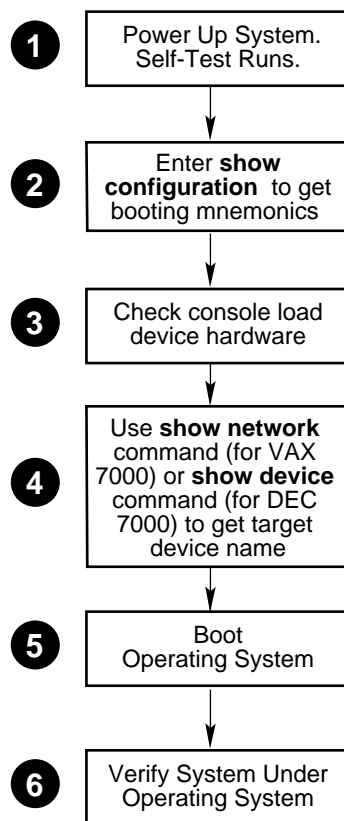 1
Power Up System.
Self-Test Runs.
2
Enter show
configuration to get
booting mnemonics
3
Check console load
device hardware
4
Use show network
command (for VAX
7000) or show device
command (for DEC
7000) to get target
device name
5
Boot
Operating System
6
Verify System Under
Operating System